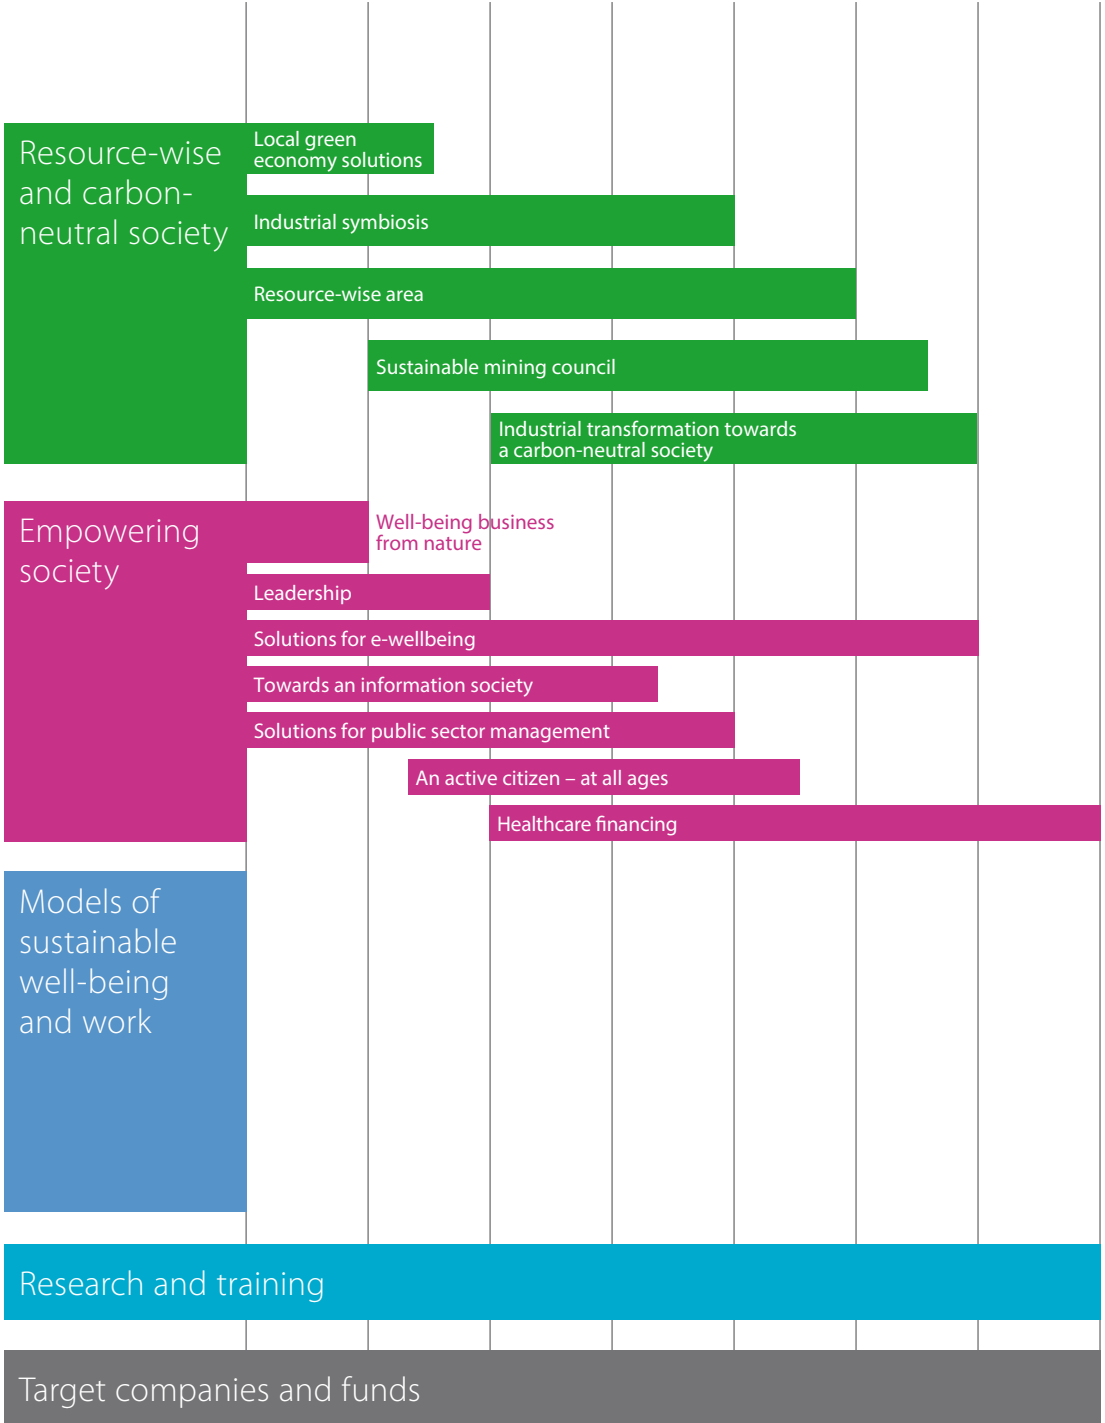 Resource-wise
and carbon-
neutral society
Local green
economy solutions
Industrial symbiosis
Resource-wise area
Sustainable mining council
Industrial transformation towards
a carbon-neutral society
Empowering
society
Well-being business
from nature
Leadership
Solutions for e-wellbeing
Towards an information society
Solutions for public sector management
An active citizen – at all ages
Healthcare financing
Models of
sustainable
well-being
and work
Research and training
Target companies and funds